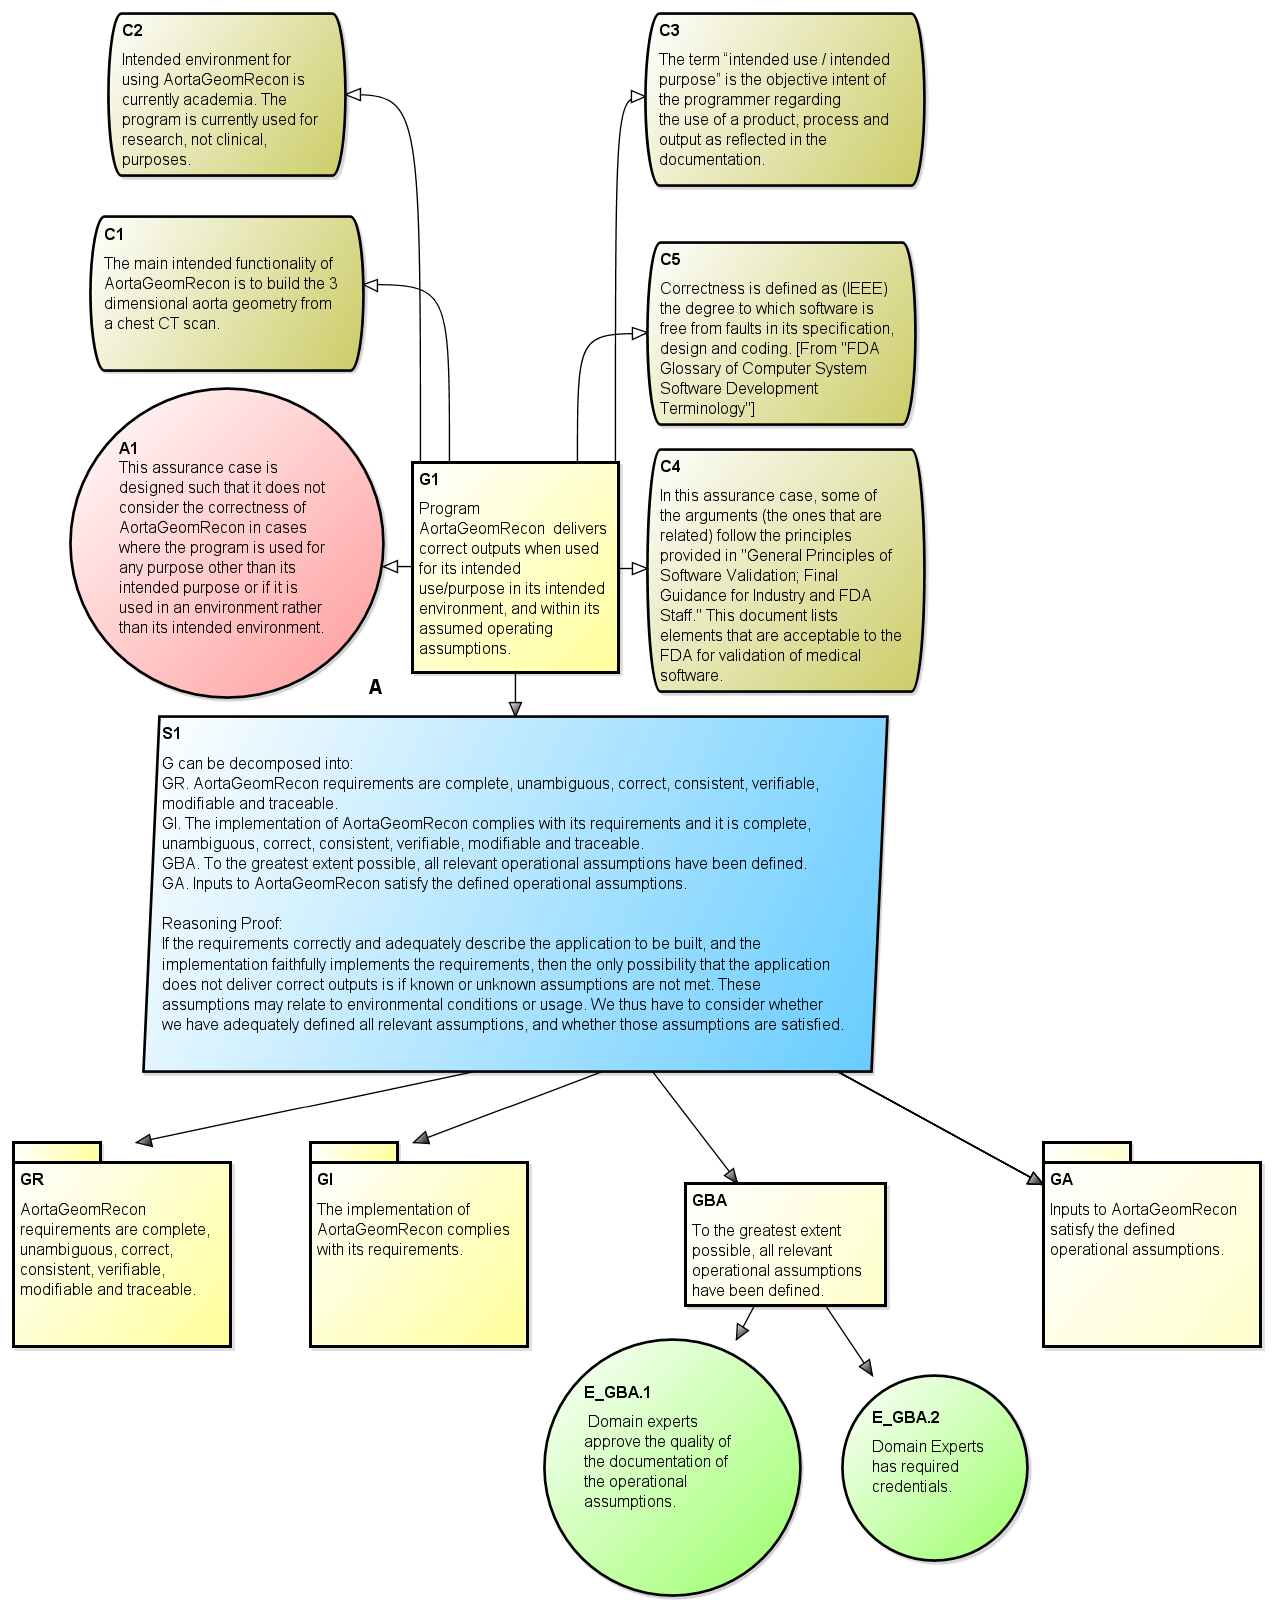 C2
Intended environment for
using AortaGeomRecon is
currently academia. The
program is currently used for
research, not clinical,
purposes.
C3
The term “intended use / intended
purpose” is the objective intent of
the programmer regarding
the use of a product, process and
output as reflected in the
documentation.
C1
The main intended functionality of
AortaGeomRecon is to build the 3
dimensional aorta geometry from
a chest CT scan.
C5
Correctness is defined as (IEEE)
the degree to which software is
free from faults in its specification,
design and coding. [From "FDA
Glossary of Computer System
Software Development
Terminology"]
A1
This assurance case is
designed such that it does not
consider the correctness of
AortaGeomRecon in cases
where the program is used for
any purpose other than its
intended purpose or if it is
used in an environment rather
than its intended environment.
A
G1
Program
AortaGeomRecon delivers
correct outputs when used
for its intended
use/purpose in its intended
environment, and within its
assumed operating
assumptions.
C4
In this assurance case, some of
the arguments (the ones that are
related) follow the principles
provided in "General Principles of
Software Validation; Final
Guidance for Industry and FDA
Staff." This document lists
elements that are acceptable to the
FDA for validation of medical
software.
S1
G can be decomposed into:
GR. AortaGeomRecon requirements are complete, unambiguous, correct, consistent, verifiable,
modifiable and traceable.
GI. The implementation of AortaGeomRecon complies with its requirements and it is complete,
unambiguous, correct, consistent, verifiable, modifiable and traceable.
GBA. To the greatest extent possible, all relevant operational assumptions have been defined.
GA. Inputs to AortaGeomRecon satisfy the defined operational assumptions.
Reasoning Proof:
If the requirements correctly and adequately describe the application to be built, and the
implementation faithfully implements the requirements, then the only possibility that the application
does not deliver correct outputs is if known or unknown assumptions are not met. These
assumptions may relate to environmental conditions or usage. We thus have to consider whether
we have adequately defined all relevant assumptions, and whether those assumptions are satisfied.
GR
AortaGeomRecon
requirements are complete,
unambiguous, correct,
consistent, verifiable,
modifiable and traceable.
GI
The implementation of
AortaGeomRecon complies
with its requirements.
GBA
To the greatest extent
possible, all relevant
operational assumptions
have been defined.
GA
Inputs to AortaGeomRecon
satisfy the defined
operational assumptions.
E_GBA.1
Domain experts
approve the quality of
the documentation of
the operational
assumptions.
E_GBA.2
Domain Experts
has required
credentials.